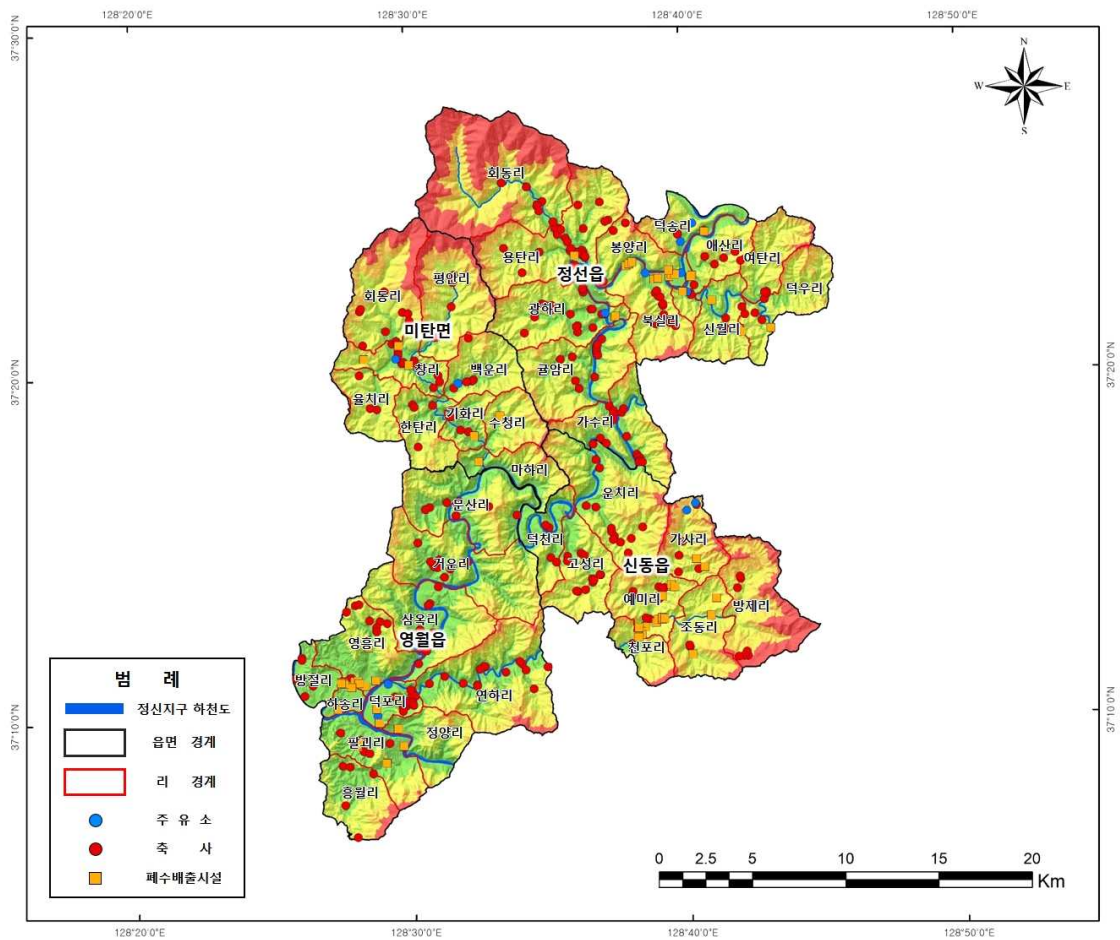 128°20'0"E 128°30'0"E 128°40'0"E 128°50'0"E
37°30'0"N 37°30'0"N
N
W E
S
회동리
덕송리
봉양리 애산리
용탄리 여탄리
정선읍
평안리 덕우리
회동리
광하리
미탄면 북실리 신월리
37°20'0"N 37°20'0"N
창리 백운리 귤암리
율치리
기화리
한탄리 수청리 가수리
마하리
운치리
문산리
덕천리 가사리
거운리 고성리 신동읍
예미리 방제리
삼옥리 조동리
영흥리 영월읍 천포리
방절리
연하리
하송리 덕포리
37°10'0"N 37°10'0"N
정양리
팔괴리
흥월리
범 례
정선지구 하천도
읍면 경계
리 경계
주 유 소
축 사
폐수배출시설
0 2.5 5 10 15 20
Km
128°20'0"E 128°30'0"E 128°40'0"E 128°50'0"E